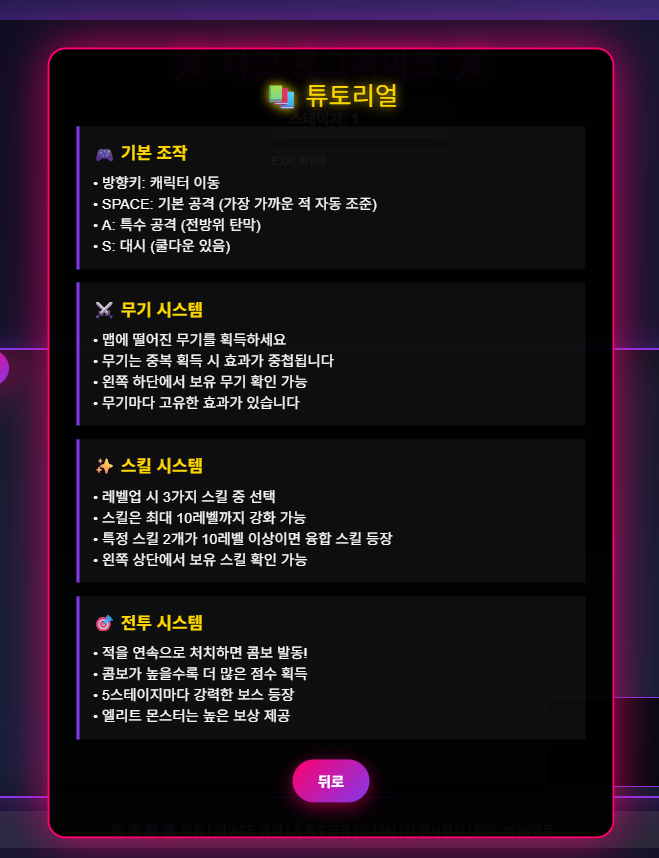 튜토리얼
스테이지: 1
EXP: 0/100
🎮 기본 조작
• 방향키: 캐릭터 이동
• SPACE: 기본 공격 (가장 가까운 적 자동 조준)
• A: 특수 공격 (전방위 탄막)
• S: 대시 (쿨다운 있음)
⚔️ 무기 시스템
• 맵에 떨어진 무기를 획득하세요
• 무기는 중복 획득 시 효과가 중첩됩니다
• 왼쪽 하단에서 보유 무기 확인 가능
• 무기마다 고유한 효과가 있습니다
✨ 스킬 시스템
• 레벨업 시 3가지 스킬 중 선택
• 스킬은 최대 10레벨까지 강화 가능
• 특정 스킬 2개가 10레벨 이상이면 융합 스킬 등장
• 왼쪽 상단에서 보유 스킬 확인 가능
🎯 전투 시스템
• 적을 연속으로 처치하면 콤보 발동!
• 콤보가 높을수록 더 많은 점수 획득
• 5스테이지마다 강력한 보스 등장
• 엘리트 몬스터는 높은 보상 제공
뒤로